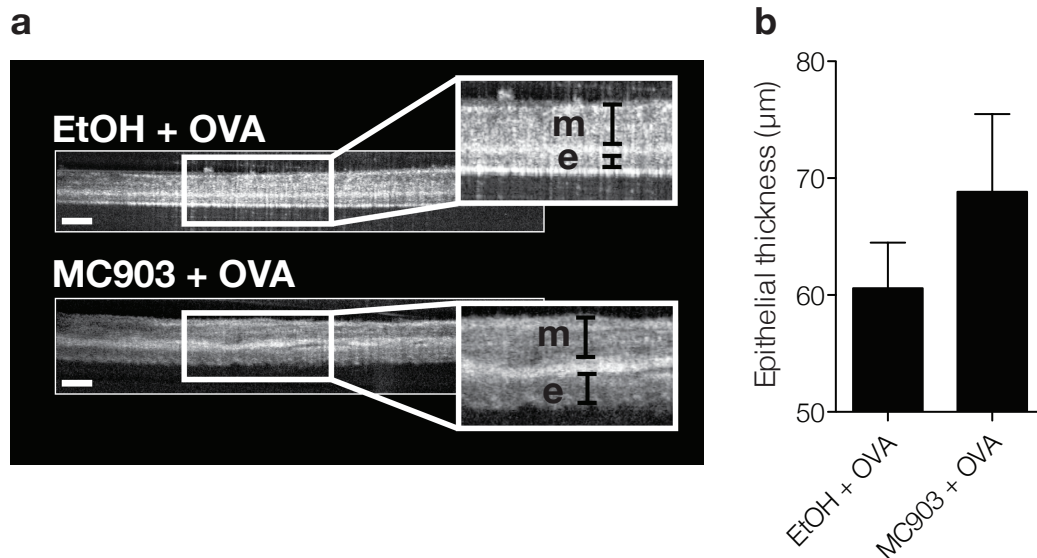 a
EtOH + OVA
m
e
MC903 + OVA
m
e
b
Epithelial thickness (µm)
80
70
60
50
EtOH + OVA
MC903 + OVA